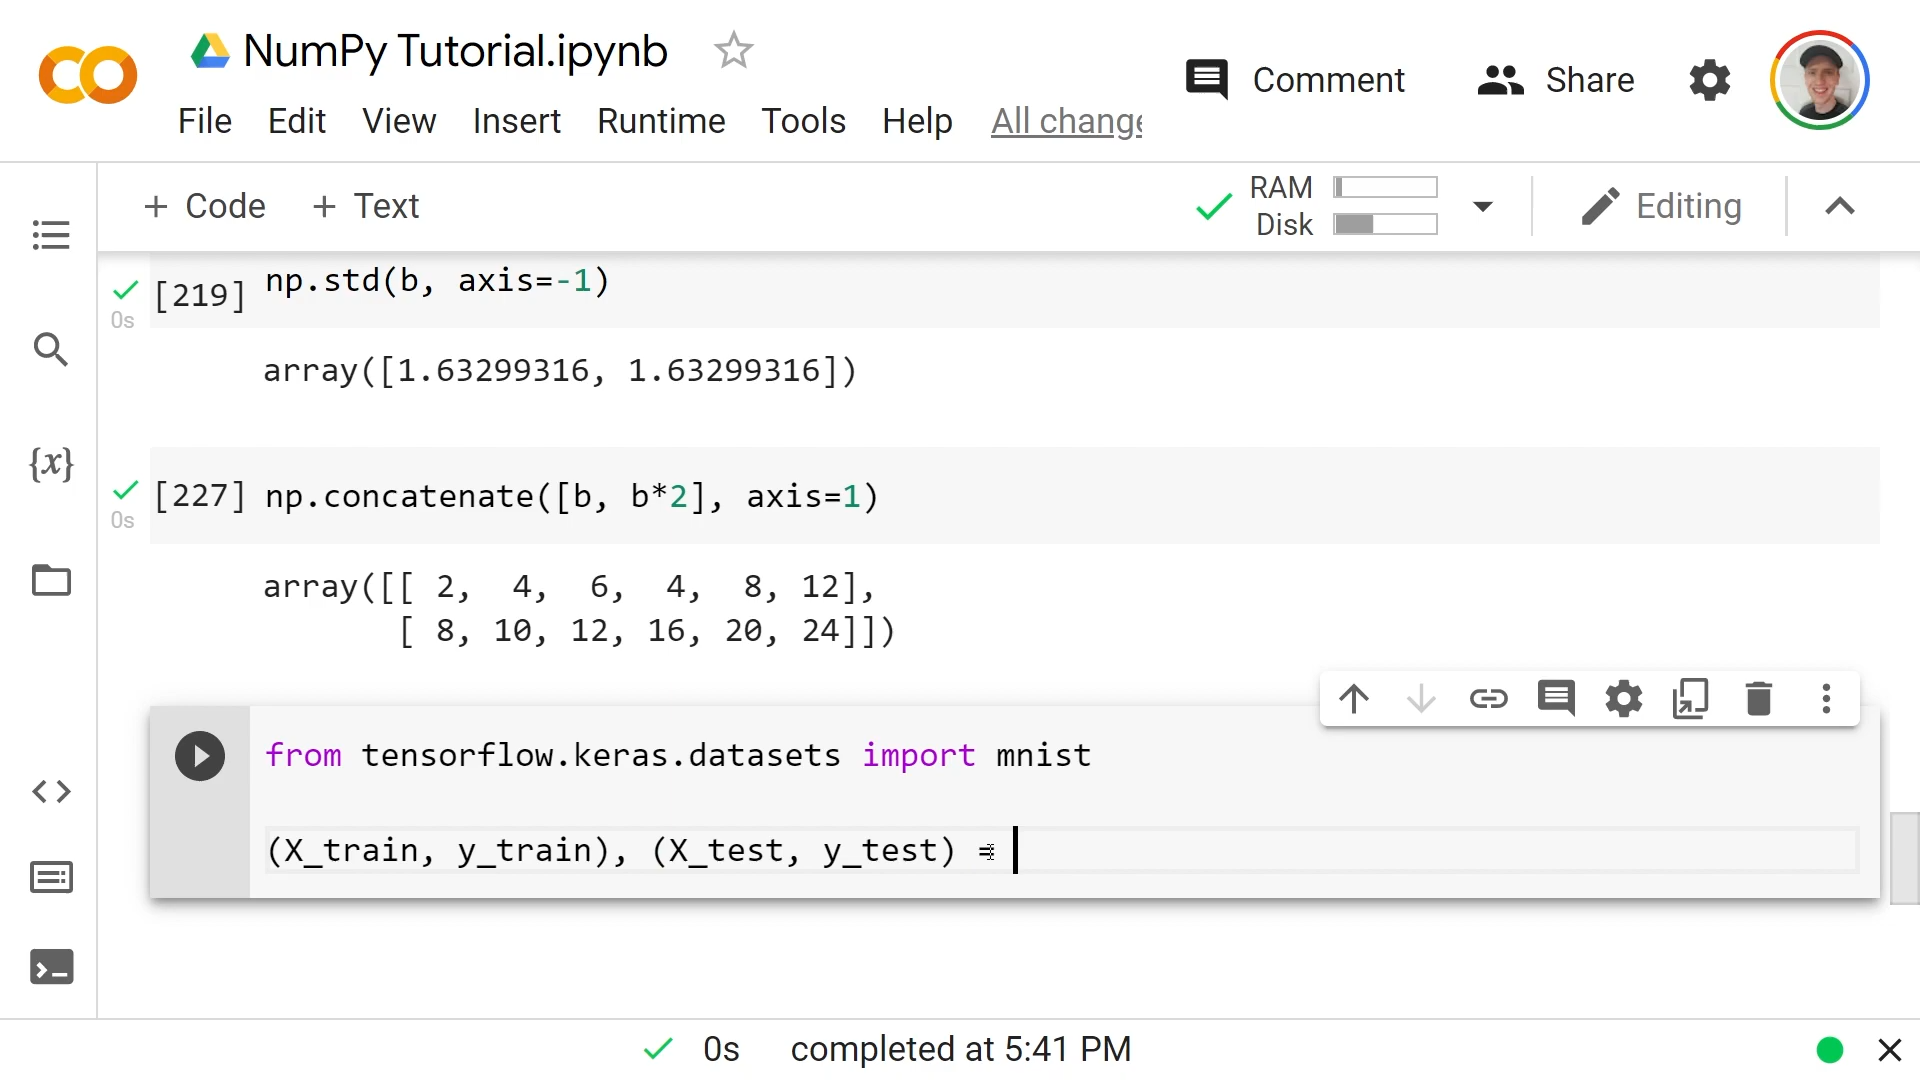 NumPy Tutorial.ipynb
Comment
Share
File Edit View Insert Runtime Tools Help All change
+ Code + Text
RAM
Disk
Editing
[219] np.std(b, axis=-1)
0s
array([1.63299316, 1.63299316])
{x}
[227] np.concatenate([b, b*2], axis=1)
0s
array([[ 2, 4, 6, 4, 8, 12],
[ 8, 10, 12, 16, 20, 24]])
from tensorflow.keras.datasets import mnist
(X_train, y_train), (X_test, y_test) =
0s completed at 5:41 PM